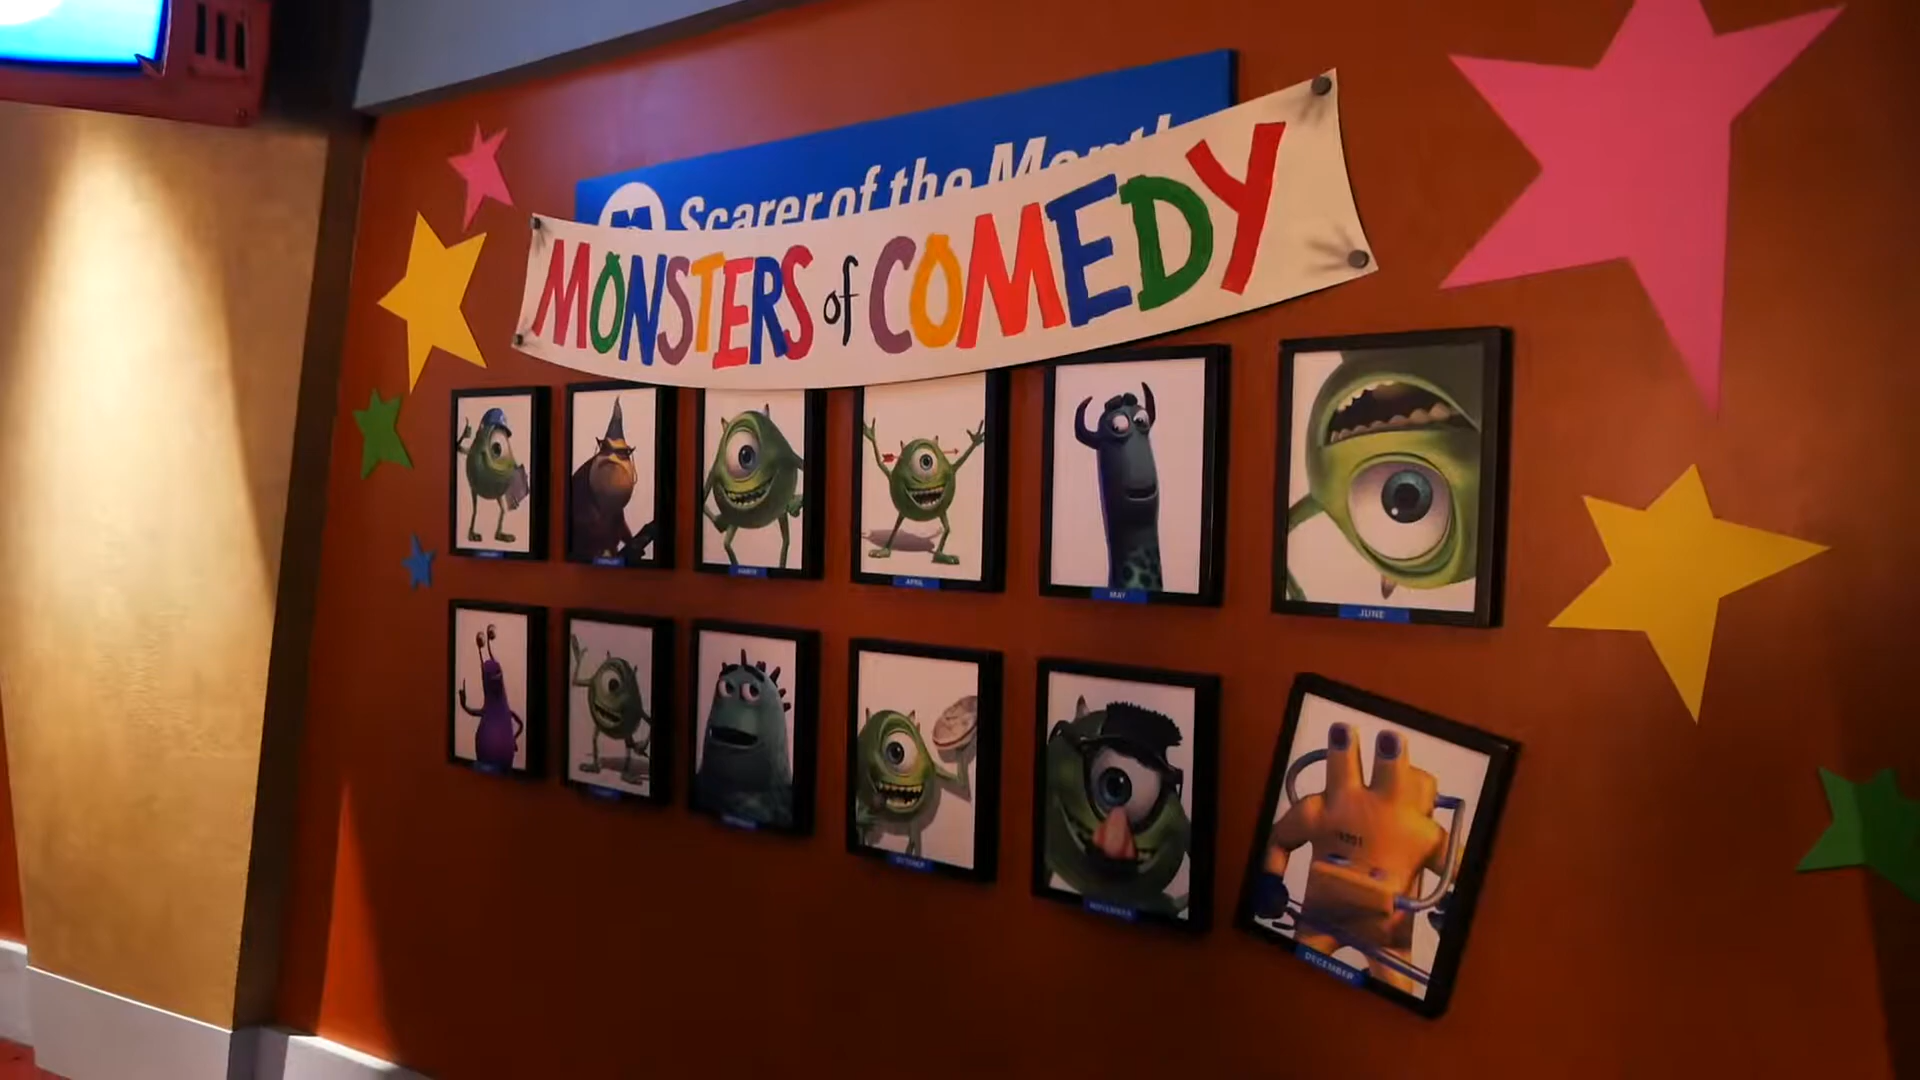 Scarer of the Month
MONSTERS of COMEDY
APRIL
MAY
JUNE
OCTOBER
NOVEMBER
DECEMBER